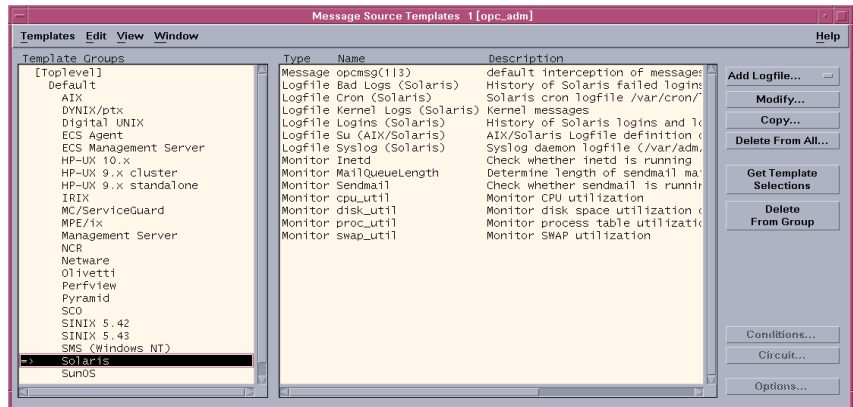 Message Source Templates 1 [opc_adm]
Templates Edit View Window Help
Template Groups
[Toplevel]
Default
AIX
DYNIX/ptx
Digital UNIX
ECS Agent
ECS Management Server
HP-UX 10.x
HP-UX 9.x cluster
HP-UX 9.x standalone
IRIX
MC/ServiceGuard
MPE/ix
Management Server
NCR
Netware
Olivetti
Perfview
Pyramid
SCO
SINIX 5.42
SINIX 5.43
SMS (Windows NT)
=> Solaris
SunOS
Type Name Description
Message opcmsg(1|3) default interception of messages
Logfile Bad Logs (Solaris) History of Solaris failed logins
Logfile Cron (Solaris) Solaris cron logfile /var/cron/
Logfile Kernel Logs (Solaris) Kernel messages
Logfile Logins (Solaris) History of Solaris logins and lo
Logfile Su (AIX/Solaris) AIX/Solaris Logfile definition
Logfile Syslog (Solaris) Syslog daemon logfile (/var/adm,
Monitor Inetd Check whether inetd is running
Monitor MailQueueLength Determine length of sendmail ma
Monitor Sendmail Check whether sendmail is runnin
Monitor cpu_util Monitor CPU utilization
Monitor disk_util Monitor disk space utilization
Monitor proc_util Monitor process table utilizatio
Monitor swap_util Monitor SWAP utilization
Add Logfile...
Modify...
Copy...
Delete From All...
Get Template
Selections
Delete
From Group
Conditions...
Circuit...
Options...